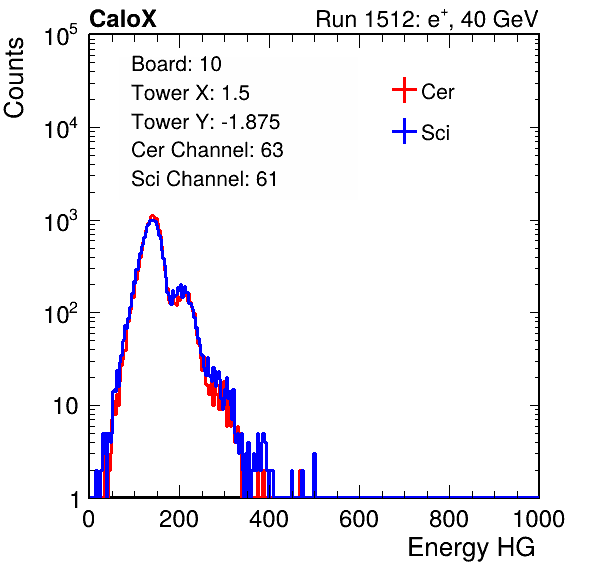 CaloX Run 1512: e⁺, 40 GeV
Counts
Board: 10
Tower X: 1.5
Tower Y: -1.875
Cer Channel: 63
Sci Channel: 61
Cer
Sci
10⁵
10⁴
10³
10²
10
1
0 200 400 600 800 1000
Energy HG